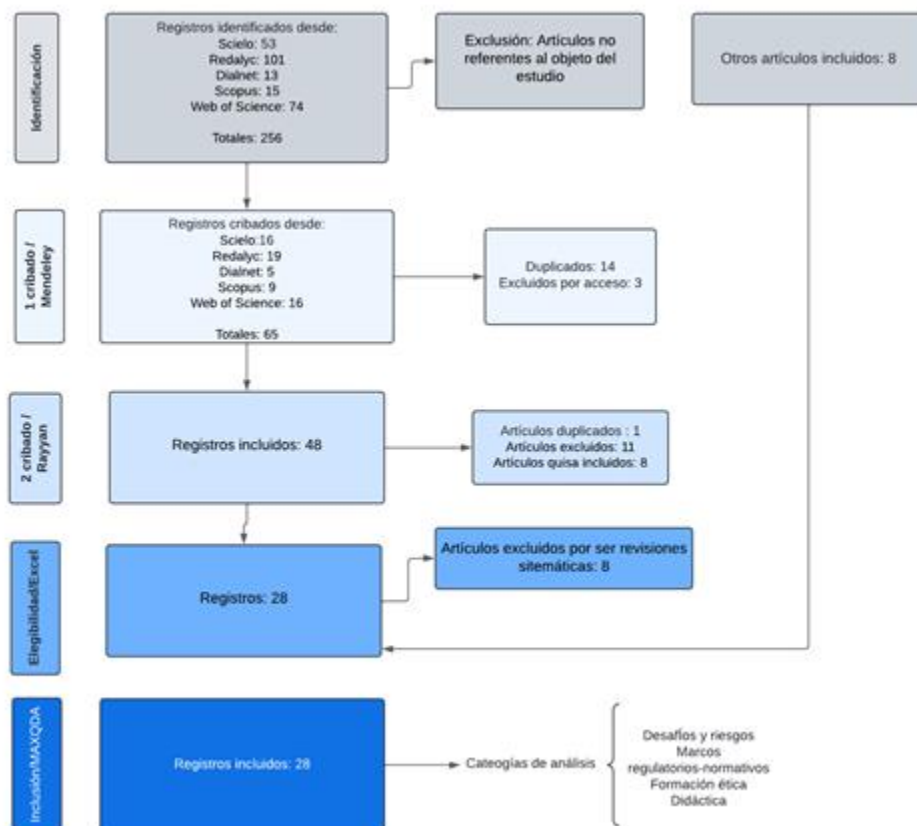 Identificación
Registros identificados desde:
Scielo: 53
Redalyc: 101
Dialnet: 13
Scopus: 15
Web of Science: 74
Totales: 256
Exclusión: Artículos no
referentes al objeto del
estudio
Otros artículos incluidos: 8
1 cribado /
Mendeley
Registros cribados desde:
Scielo:16
Redalyc: 19
Dialnet: 5
Scopus: 9
Web of Science: 16
Totales: 65
Duplicados: 14
Excluidos por acceso: 3
2 cribado /
Rayyan
Registros incluidos: 48
Artículos duplicados : 1
Artículos excluidos: 11
Artículos quisa incluidos: 8
Elegibilidad/Excel
Registros: 28
Artículos excluidos por ser revisiones
sitemáticas: 8
Inclusión/MAXQDA
Registros incluidos: 28
Cateogías de análisis
Desafíos y riesgos
Marcos
regulatorios-normativos
Formación ética
Didáctica